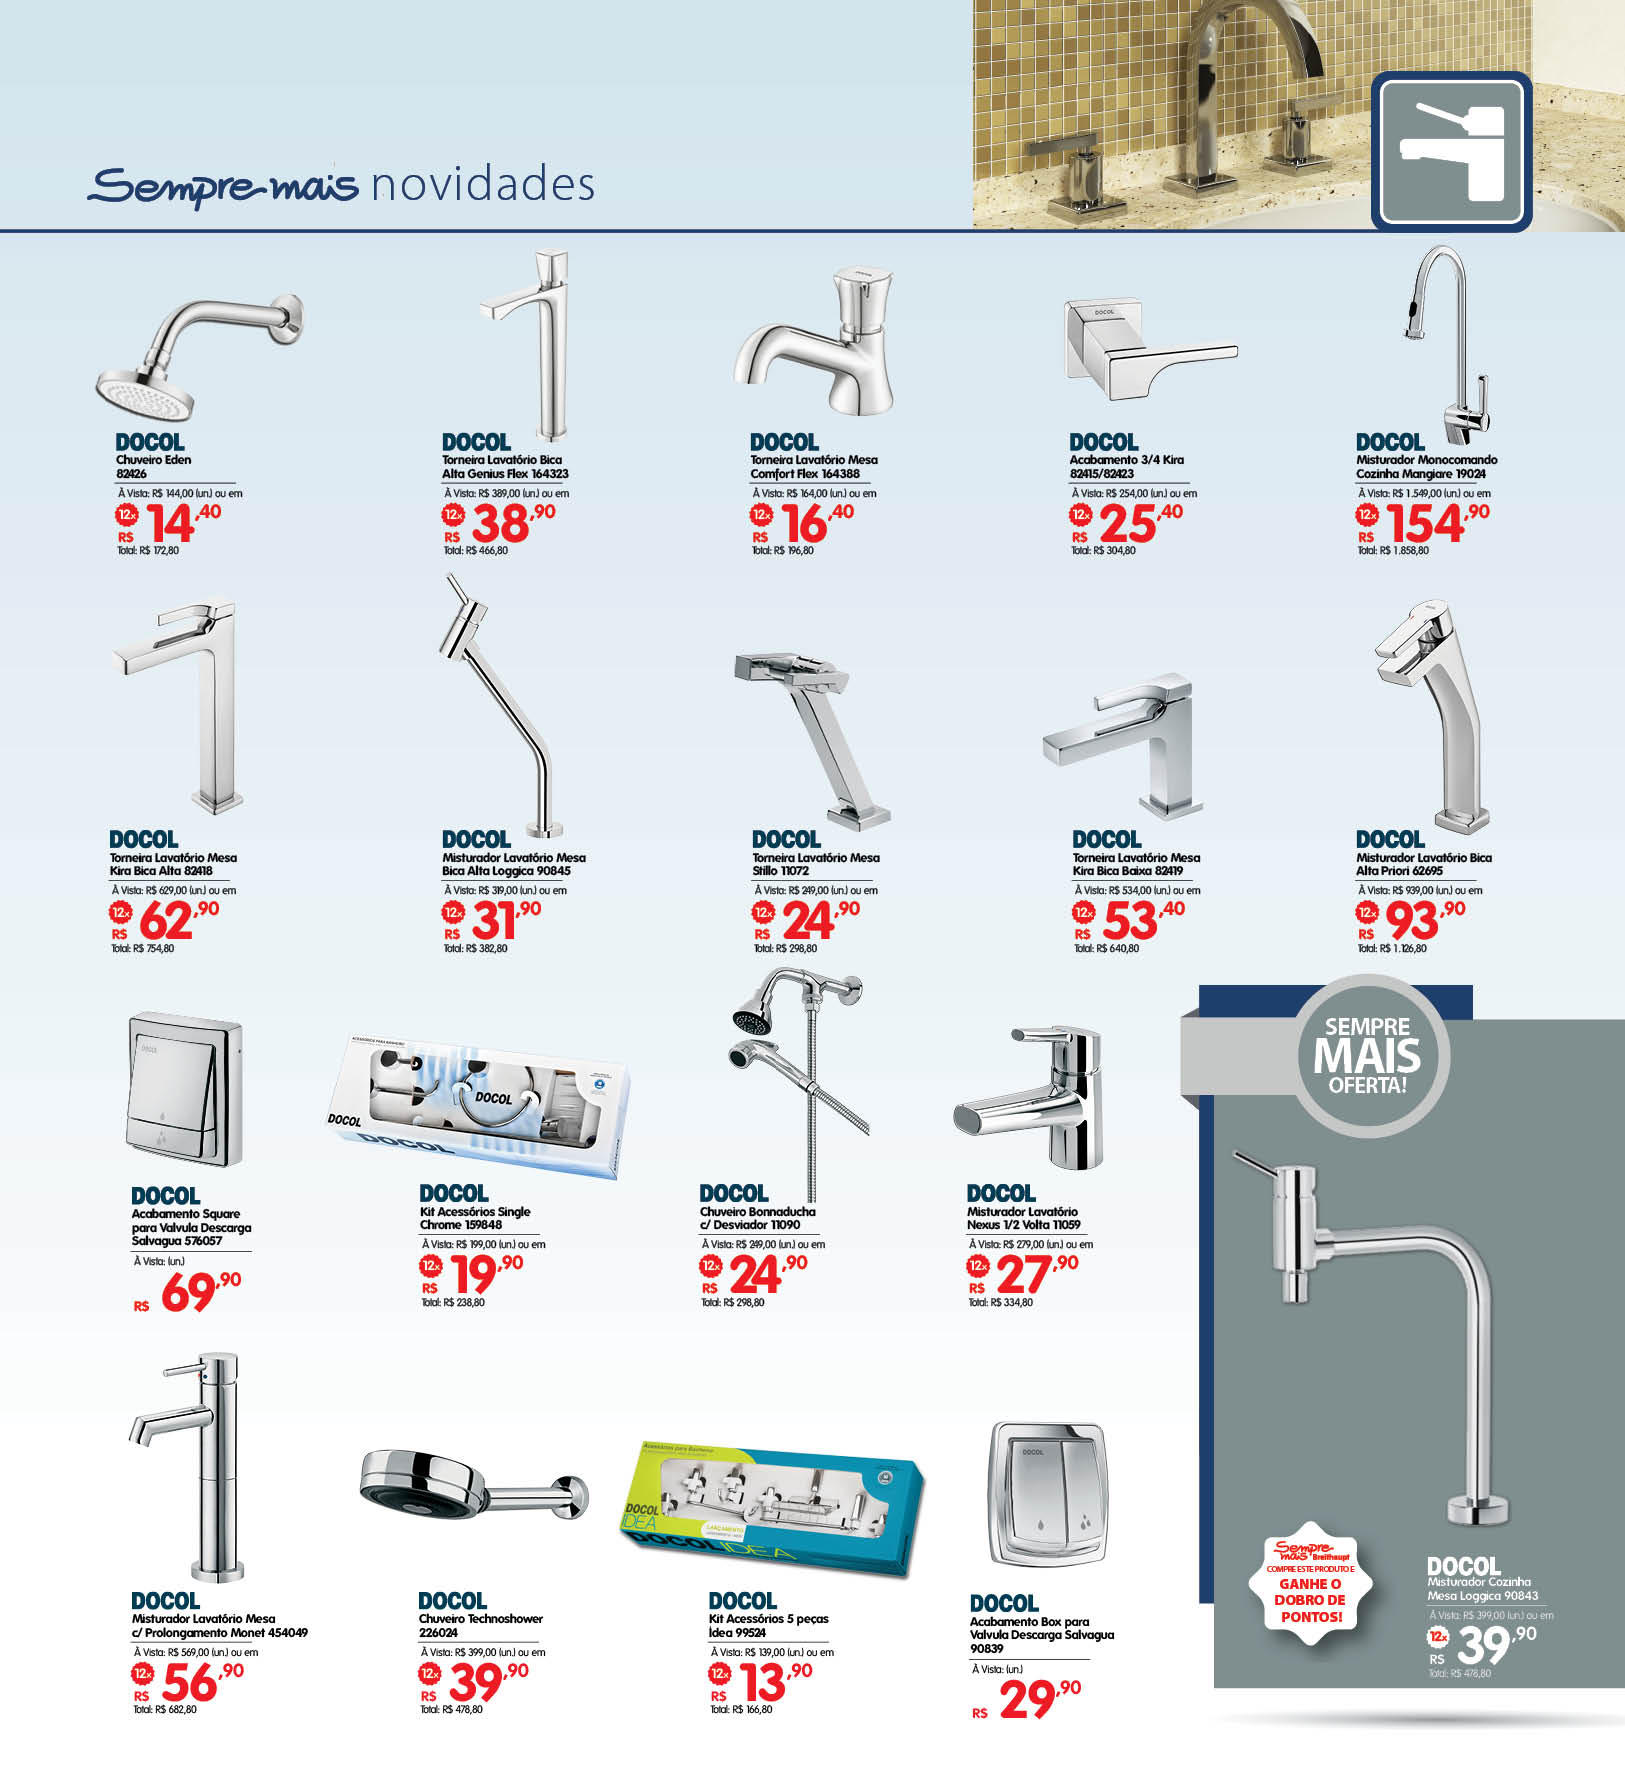 Sempre mais novidades
DOCOL
Chuveiro Eden
82426
À Vista: R$ 144,00 (un.) ou em
12x
R$ 14,40
Total: R$ 172,80
DOCOL
Torneira Lavatório Bica
Alta Genius Flex 164323
À Vista: R$ 389,00 (un.) ou em
12x
R$ 38,90
Total: R$ 466,80
DOCOL
DOCOL
Torneira Lavatório Mesa
Comfort Flex 164388
À Vista: R$ 164,00 (un.) ou em
12x
R$ 16,40
Total: R$ 196,80
DOCOL
DOCOL
Acabamento 3/4 Kira
82415/82423
À Vista: R$ 254,00 (un.) ou em
12x
R$ 25,40
Total: R$ 304,80
DOCOL
Misturador Monocomando
Cozinha Mangiare 19024
À Vista: R$ 1.549,00 (un.) ou em
12x
R$ 154,90
Total: R$ 1.858,80
DOCOL
Torneira Lavatório Mesa
Kira Bica Alta 82418
À Vista: R$ 629,00 (un.) ou em
12x
R$ 62,90
Total: R$ 754,80
DOCOL
Misturador Lavatório Mesa
Bica Alta Loggica 90845
À Vista: R$ 319,00 (un.) ou em
12x
R$ 31,90
Total: R$ 382,80
DOCOL
Torneira Lavatório Mesa
Stillo 11072
À Vista: R$ 249,00 (un.) ou em
12x
R$ 24,90
Total: R$ 298,80
DOCOL
Torneira Lavatório Mesa
Kira Bica Baixa 82419
À Vista: R$ 534,00 (un.) ou em
12x
R$ 53,40
Total: R$ 640,80
DOCOL
Misturador Lavatório Bica
Alta Priori 62695
À Vista: R$ 939,00 (un.) ou em
12x
R$ 93,90
Total: R$ 1.126,80
DOCOL
DOCOL
Acabamento Square
para Valvula Descarga
Salvagua 576057
À Vista: (un.)
R$ 69,90
ACESSÓRIOS PARA BANHEIRO
DOCOL
DOCOL
DOCOL
DOCOL
Kit Acessórios Single
Chrome 159848
À Vista: R$ 199,00 (un.) ou em
12x
R$ 19,90
Total: R$ 238,80
DOCOL
Chuveiro Bonnaducha
c/ Desviador 11090
À Vista: R$ 249,00 (un.) ou em
12x
R$ 24,90
Total: R$ 298,80
DOCOL
Misturador Lavatório
Nexus 1/2 Volta 11059
À Vista: R$ 279,00 (un.) ou em
12x
R$ 27,90
Total: R$ 334,80
SEMPRE
MAIS
OFERTA!
DOCOL
Misturador Lavatório Mesa
c/ Prolongamento Monet 454049
À Vista: R$ 569,00 (un.) ou em
12x
R$ 56,90
Total: R$ 682,80
DOCOL
Chuveiro Technoshower
226024
À Vista: R$ 399,00 (un.) ou em
12x
R$ 39,90
Total: R$ 478,80
Acessórios para Banheiro
DOCOL
IDEA
LANÇAMENTO
DOCOL IDEA
DOCOL
Kit Acessórios 5 peças
Ídea 99524
À Vista: R$ 139,00 (un.) ou em
12x
R$ 13,90
Total: R$ 166,80
DOCOL
DOCOL
Acabamento Box para
Valvula Descarga Salvagua
90839
À Vista: (un.)
R$ 29,90
Sempre
mais Breithaupt
COMPRE ESTE PRODUTO E
GANHE O
DOBRO DE
PONTOS!
DOCOL
Misturador Cozinha
Mesa Loggica 90843
À Vista: R$ 399,00 (un.) ou em
12x
R$ 39,90
Total: R$ 478,80